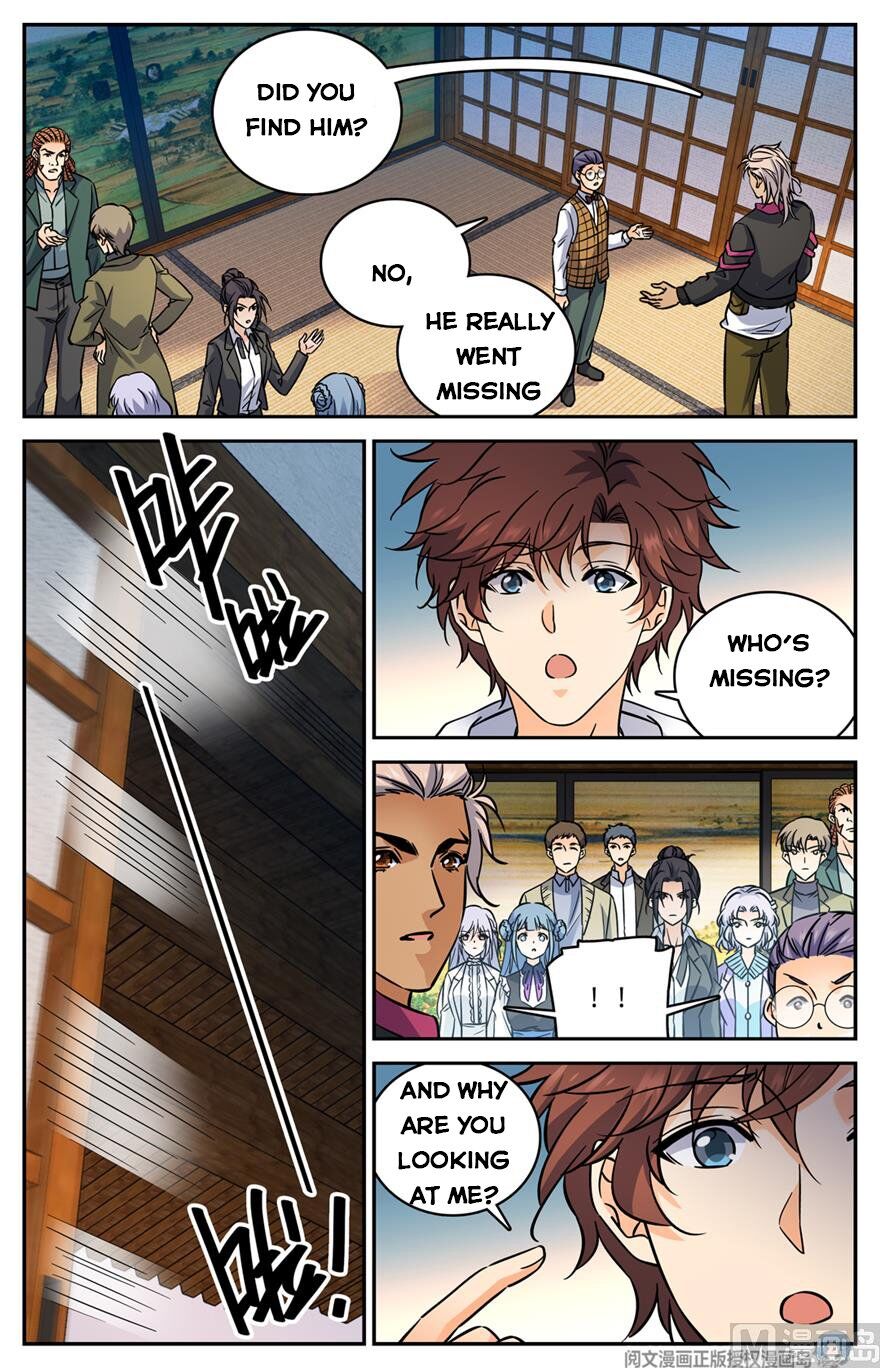 DID YOU
FIND HIM?
NO,
HE REALLY
WENT
MISSING
WHO'S
MISSING?
！！
AND WHY
ARE YOU
LOOKING
AT ME?
阅文漫画正版授权漫画岛